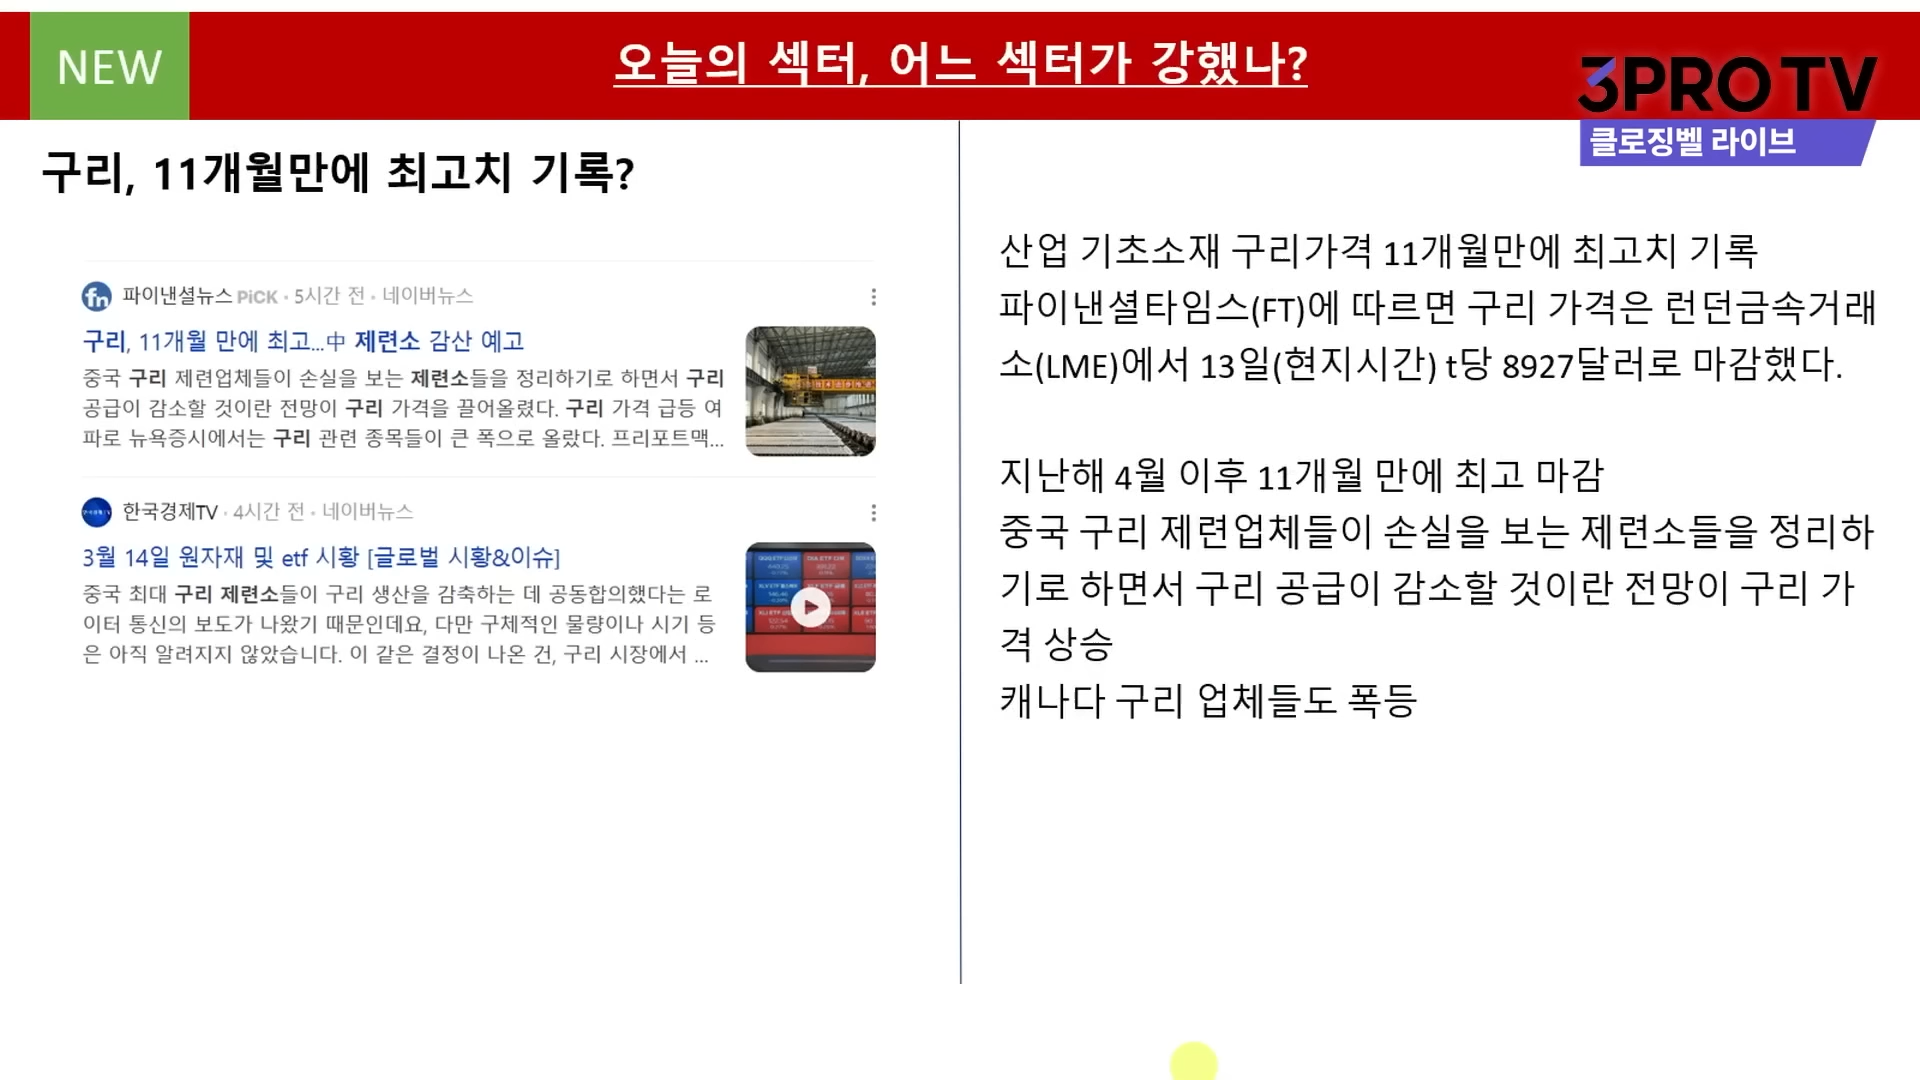 NEW
오늘의 섹터, 어느 섹터가 강했나?
3PRO TV
클로징벨 라이브
구리, 11개월만에 최고치 기록?
fn 파이낸셜뉴스 PiCK · 5시간 전 · 네이버뉴스
구리, 11개월 만에 최고...中 제련소 감산 예고
중국 구리 제련업체들이 손실을 보는 제련소들을 정리하기로 하면서 구리
공급이 감소할 것이란 전망이 구리 가격을 끌어올렸다. 구리 가격 급등 여
파로 뉴욕증시에서는 구리 관련 종목들이 큰 폭으로 올랐다. 프리포트맥...
한국경제TV · 4시간 전 · 네이버뉴스
3월 14일 원자재 및 etf 시황 [글로벌 시황&이슈]
중국 최대 구리 제련소들이 구리 생산을 감축하는 데 공동합의했다는 로
이터 통신의 보도가 나왔기 때문인데요, 다만 구체적인 물량이나 시기 등
은 아직 알려지지 않았습니다. 이 같은 결정이 나온 건, 구리 시장에서 ...
산업 기초소재 구리가격 11개월만에 최고치 기록
파이낸셜타임스(FT)에 따르면 구리 가격은 런던금속거래
소(LME)에서 13일(현지시간) t당 8927달러로 마감했다.
지난해 4월 이후 11개월 만에 최고 마감
중국 구리 제련업체들이 손실을 보는 제련소들을 정리하
기로 하면서 구리 공급이 감소할 것이란 전망이 구리 가
격 상승
캐나다 구리 업체들도 폭등